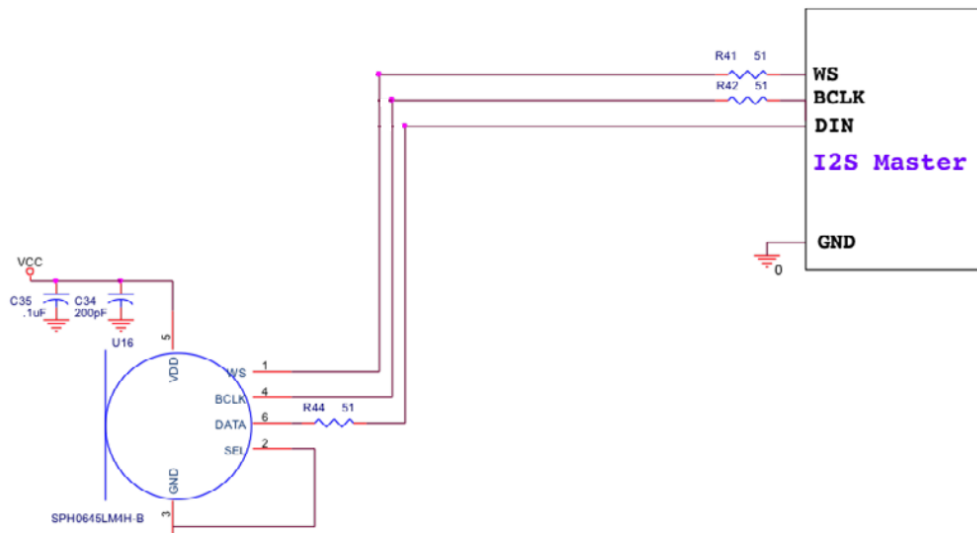 R41 51
WS
R42 51
BCLK
DIN
I2S Master
GND
0
VCC
C35
.1uF
C34
200pF
U16
5
VDD
WS
1
BCLK
4
DATA
6
R44 51
SEL
2
GND
3
SPH0645LM4H-B